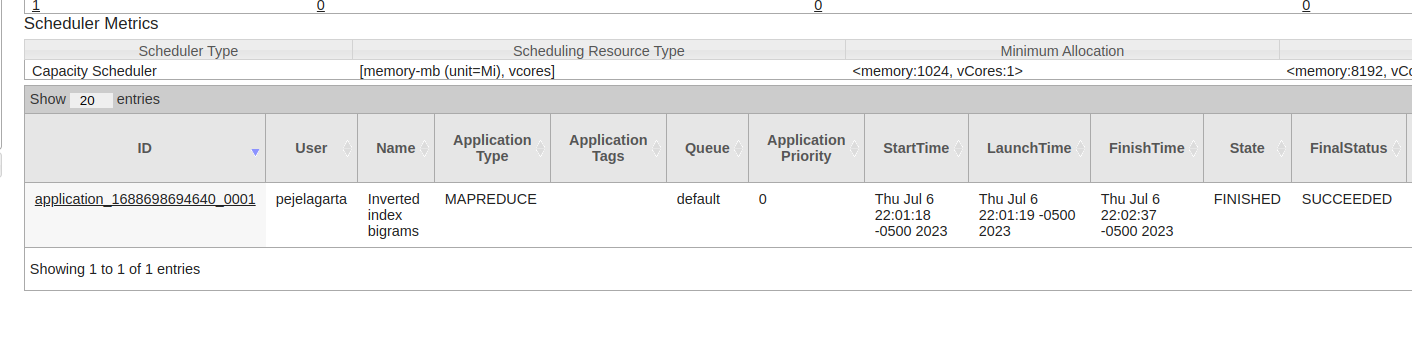 1 0 0 0
Scheduler Metrics
Scheduler Type Scheduling Resource Type Minimum Allocation
Capacity Scheduler [memory-mb (unit=Mi), vcores] <memory:1024, vCores:1> <memory:8192, vCo
Show 20 entries
ID User Name Application Type Application Tags Queue Application Priority StartTime LaunchTime FinishTime State FinalStatus
application_1688698694640_0001 pejelagarta Inverted index bigrams MAPREDUCE default 0 Thu Jul 6 22:01:18 -0500 2023 Thu Jul 6 22:01:19 -0500 2023 Thu Jul 6 22:02:37 -0500 2023 FINISHED SUCCEEDED
Showing 1 to 1 of 1 entries